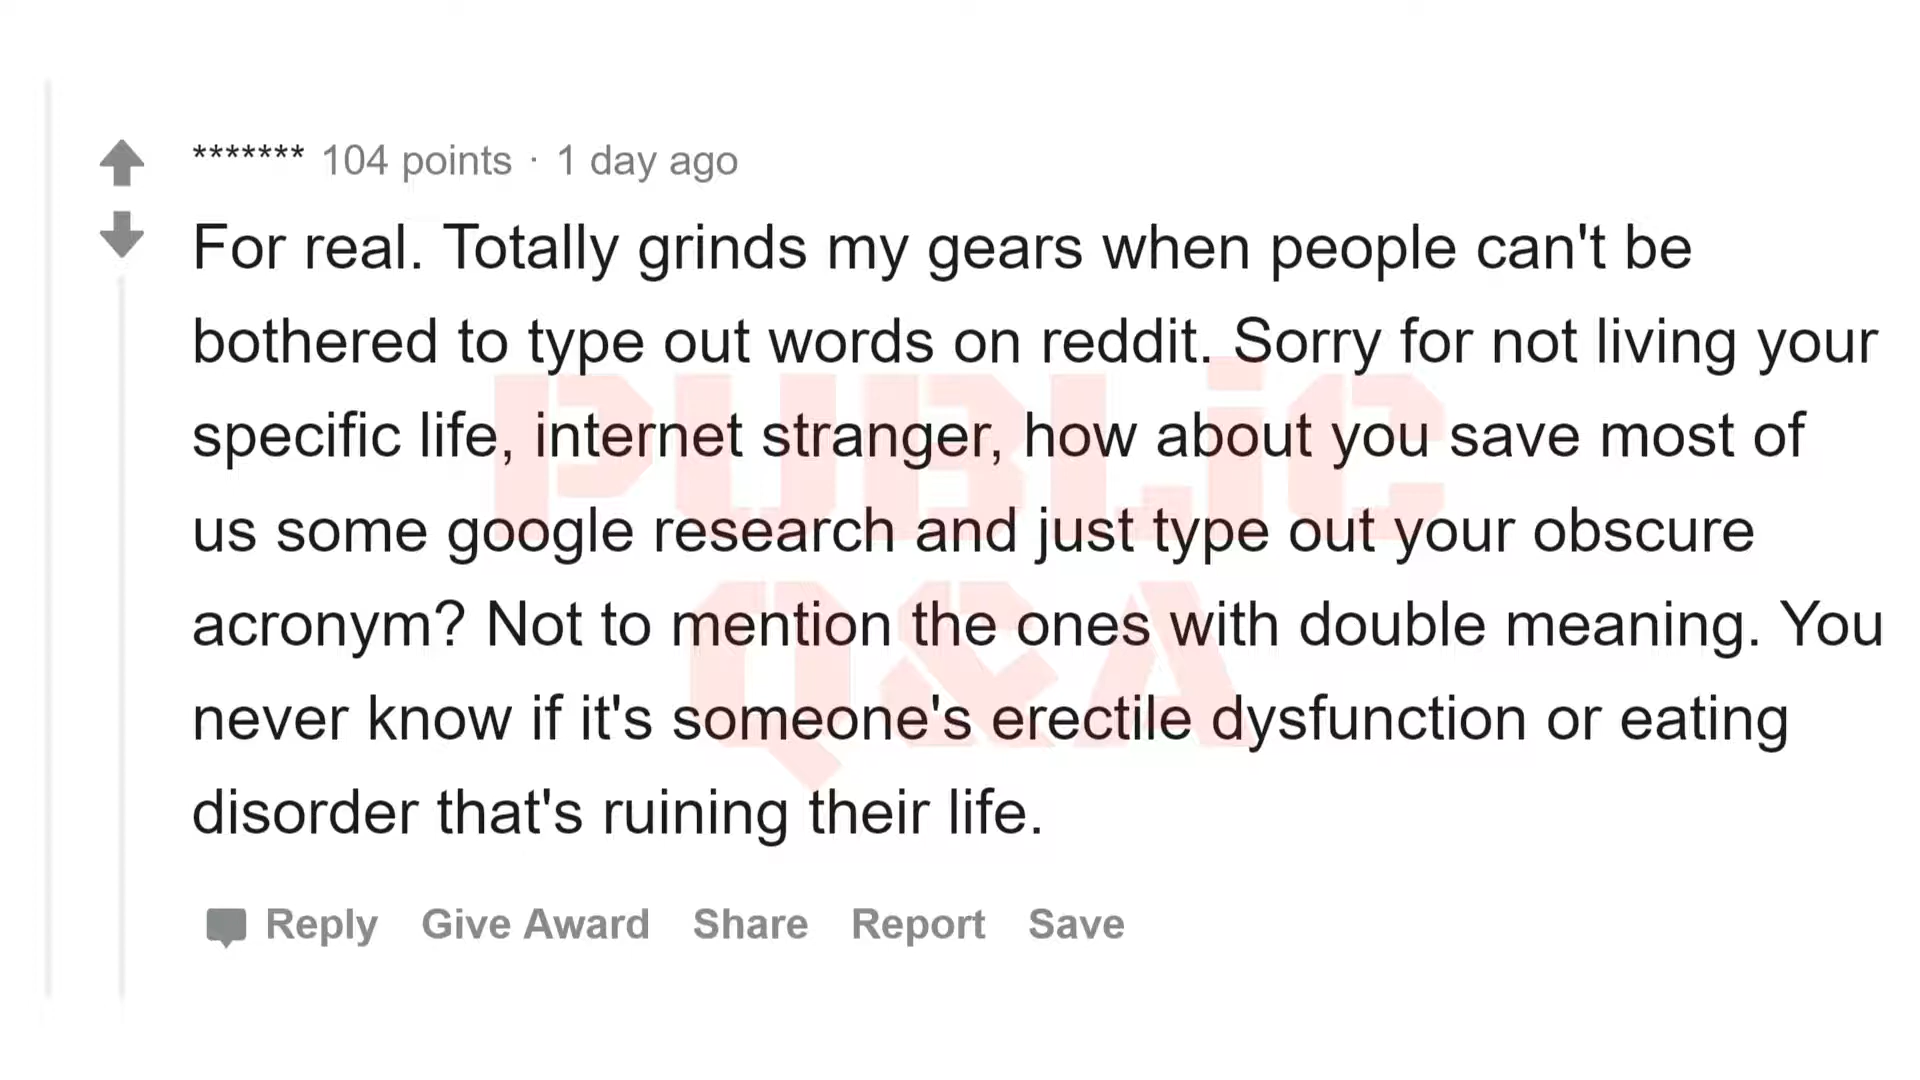 ******* 104 points · 1 day ago
For real. Totally grinds my gears when people can't be
bothered to type out words on reddit. Sorry for not living your
specific life, internet stranger, how about you save most of
us some google research and just type out your obscure
acronym? Not to mention the ones with double meaning. You
never know if it's someone's erectile dysfunction or eating
disorder that's ruining their life.
Reply Give Award Share Report Save
PUBLiC
Q&A